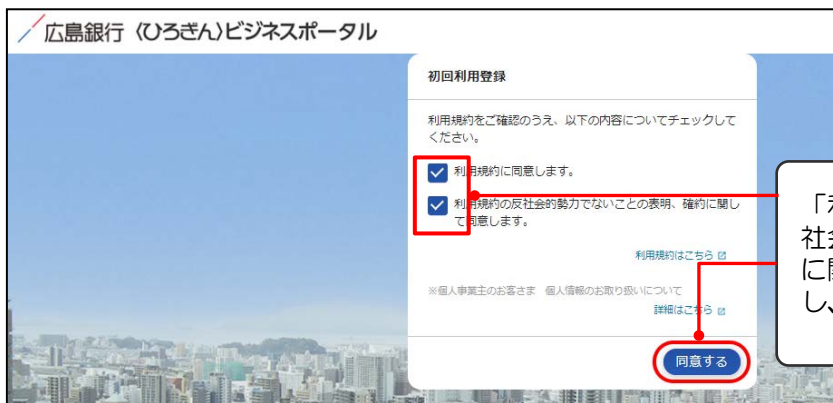 広島銀行〈ひろぎん〉ビジネスポータル
初回利用登録
利用規約をご確認のうえ、以下の内容についてチェックして
ください。
利用規約に同意します。
利用規約の反社会的勢力でないことの表明、確約に関し
て同意します。
利用規約はこちら
※個人事業主のお客さま 個人情報のお取り扱いについて
詳細はこちら
同意する
「
社
に
し、